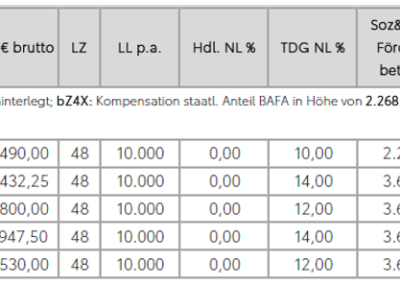 Soz&
€ brutto LZ LL p.a. Hdl. NL % TDG NL % Förd
bet
interlegt; bZ4X: Kompensation staatl. Anteil BAFA in Höhe von 2.268
490,00 48 10.000 0,00 10,00 2.2
432,25 48 10.000 0,00 14,00 3.6
800,00 48 10.000 0,00 12,00 3.6
947,50 48 10.000 0,00 14,00 3.6
530,00 48 10.000 0,00 12,00 3.6